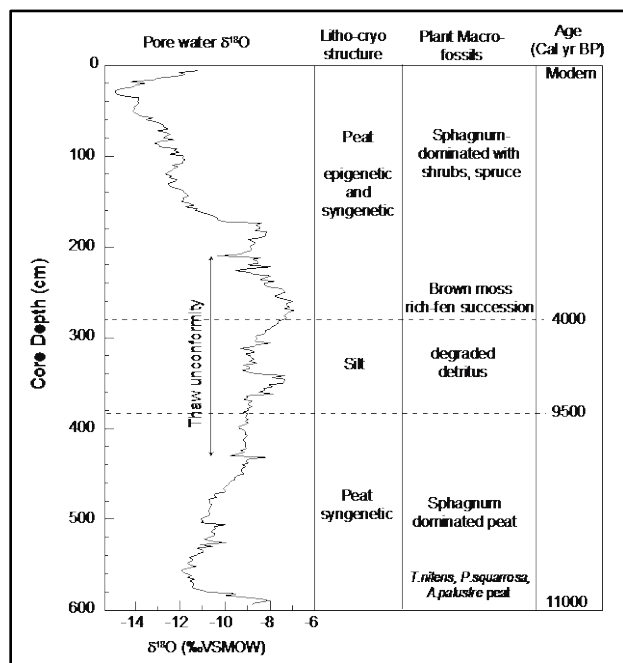 Pore water δ18O
Litho-cryo
structure
Plant Macro-
fossils
Age
(Cal yr BP)
0
100
200
300
400
500
600
Core Depth (cm)
Thaw unconformity
Peat
epigenetic
and
syngenetic
Silt
Peat
syngenetic
Sphagnum-
dominated with
shrubs, spruce
Brown moss
rich-fen succession
degraded
detritus
Sphagnum
dominated peat
T.nitens, P.squarrosa,
A.palustre peat
Modern
4000
9500
11000
-14 -12 -10 -8 -6
δ18O (‰VSMOW)